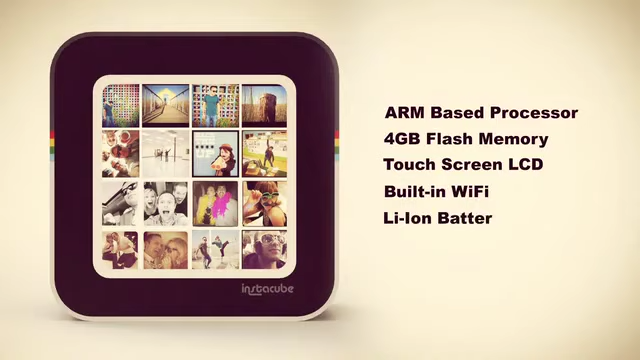 ARM Based Processor
4GB Flash Memory
Touch Screen LCD
Built-in WiFi
Li-Ion Batter
instacube